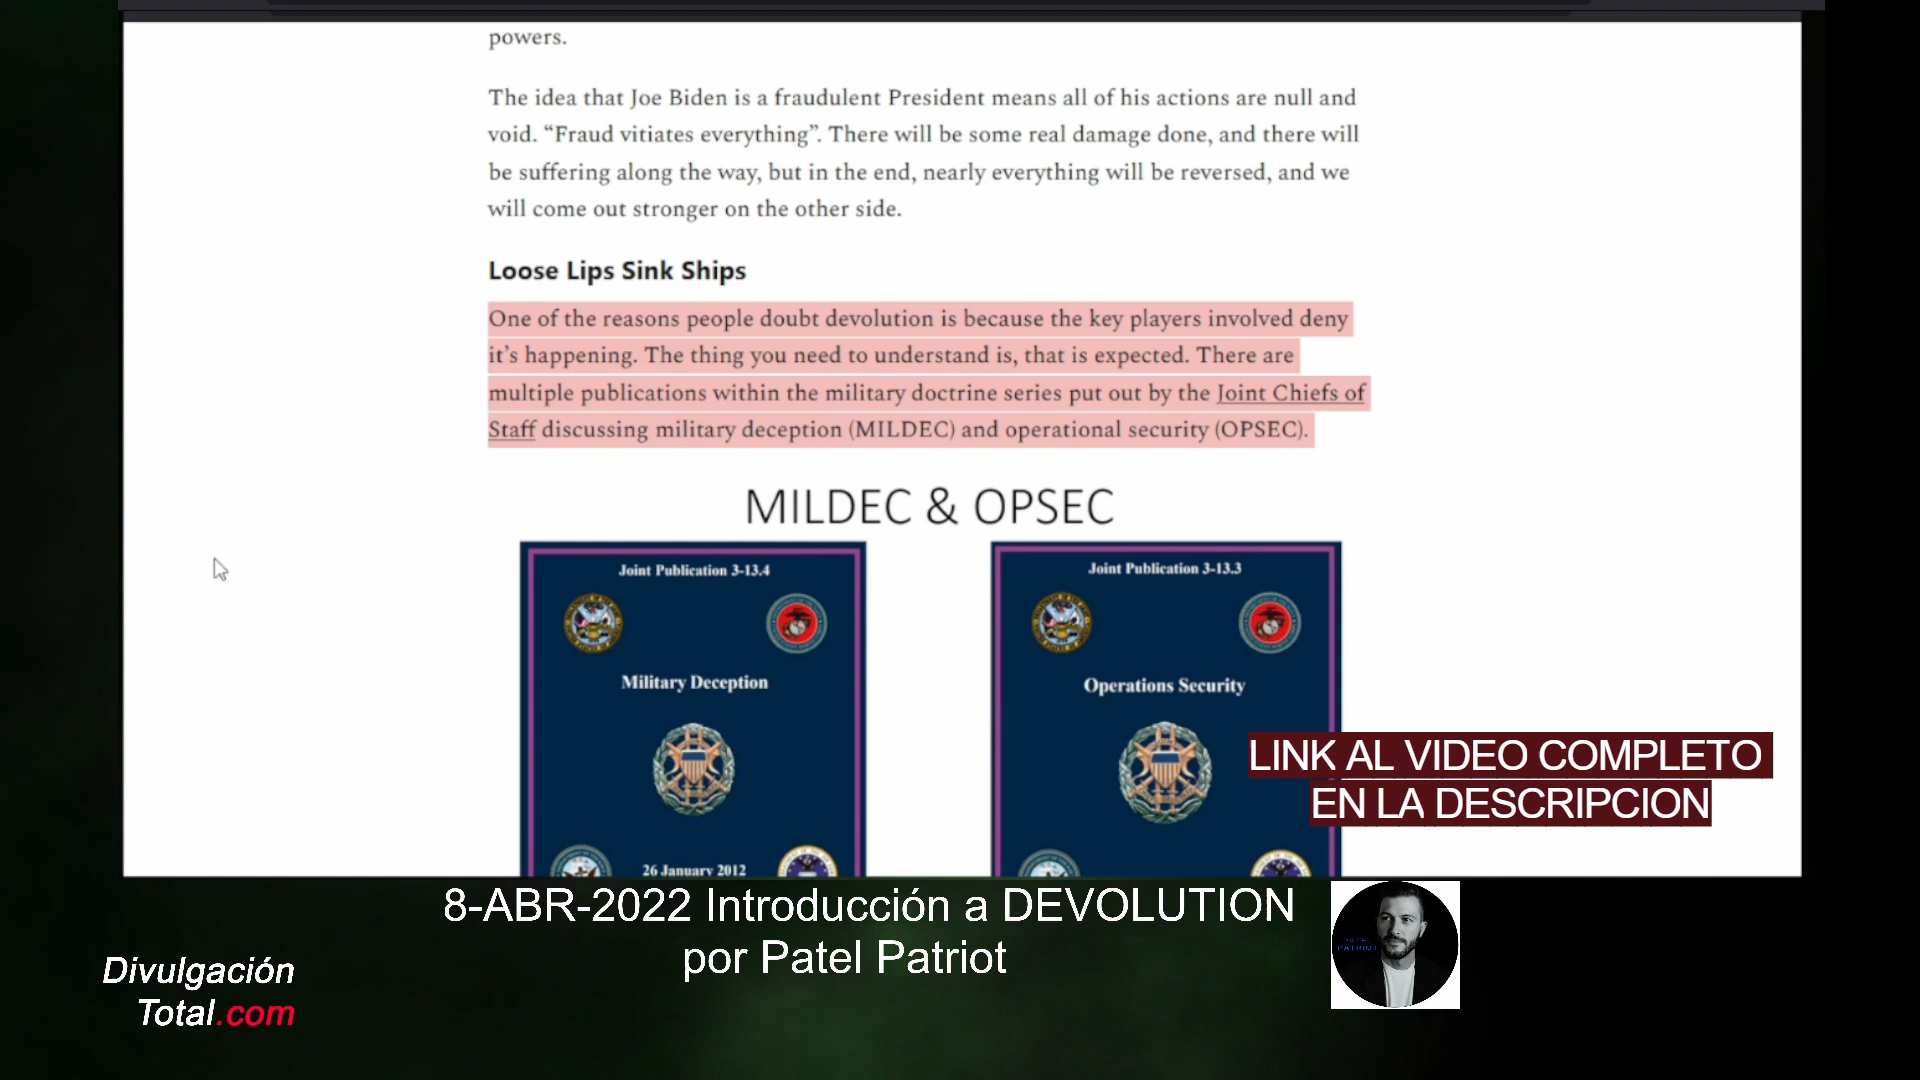 powers.
The idea that Joe Biden is a fraudulent President means all of his actions are null and
void. “Fraud vitiates everything”. There will be some real damage done, and there will
be suffering along the way, but in the end, nearly everything will be reversed, and we
will come out stronger on the other side.
Loose Lips Sink Ships
One of the reasons people doubt devolution is because the key players involved deny
it’s happening. The thing you need to understand is, that is expected. There are
multiple publications within the military doctrine series put out by the Joint Chiefs of
Staff discussing military deception (MILDEC) and operational security (OPSEC).
MILDEC & OPSEC
Joint Publication 3-13.4
Military Deception
26 January 2012
Joint Publication 3-13.3
Operations Security
LINK AL VIDEO COMPLETO
EN LA DESCRIPCION
8-ABR-2022 Introducción a DEVOLUTION
por Patel Patriot
PATEL
PATRIOT
Divulgación
Total.com